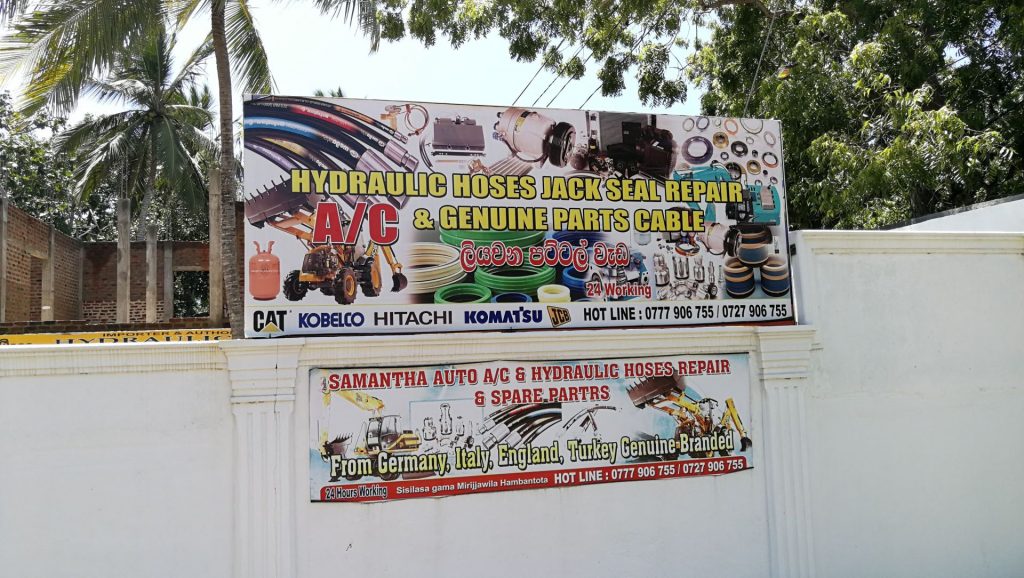 HYDRAULIC HOSES JACK SEAL REPAIR
A/C & GENUINE PARTS CABLE
ලියවන පට්ටල් වැඩ
24 Working
CAT KOBELCO HITACHI KOMATSU JCB HOT LINE : 0777 906 755 / 0727 906 755
IMPORTER &
HYDRAULIC
SAMANTHA AUTO A/C & HYDRAULIC HOSES REPAIR
& SPARE PARTRS
From Germany, Italy, England, Turkey Genuine Branded
24 Hours Working Sisilasa gama Mirijjawila Hambantota HOT LINE : 0777 906 755 / 0727 906 755